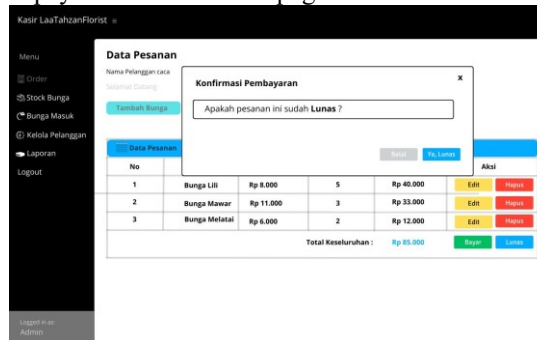 Kasir LaaTahzanFlorist ≡
Menu
Order
Stock Bunga
Bunga Masuk
Kelola Pelanggan
Laporan
Logout
Logged in as:
Admin
Data Pesanan
Nama Pelanggan caca
Selamat Datang
Tambah Bunga
Konfirmasi Pembayaran x
Apakah pesanan ini sudah Lunas ?
Batal Ya, Lunas
Data Pesanan
No Aksi
1 Bunga Lili Rp 8.000 5 Rp 40.000 Edit Hapus
2 Bunga Mawar Rp 11.000 3 Rp 33.000 Edit Hapus
3 Bunga Melatai Rp 6.000 2 Rp 12.000 Edit Hapus
Total Keseluruhan : Rp 85.000 Bayar Lunas